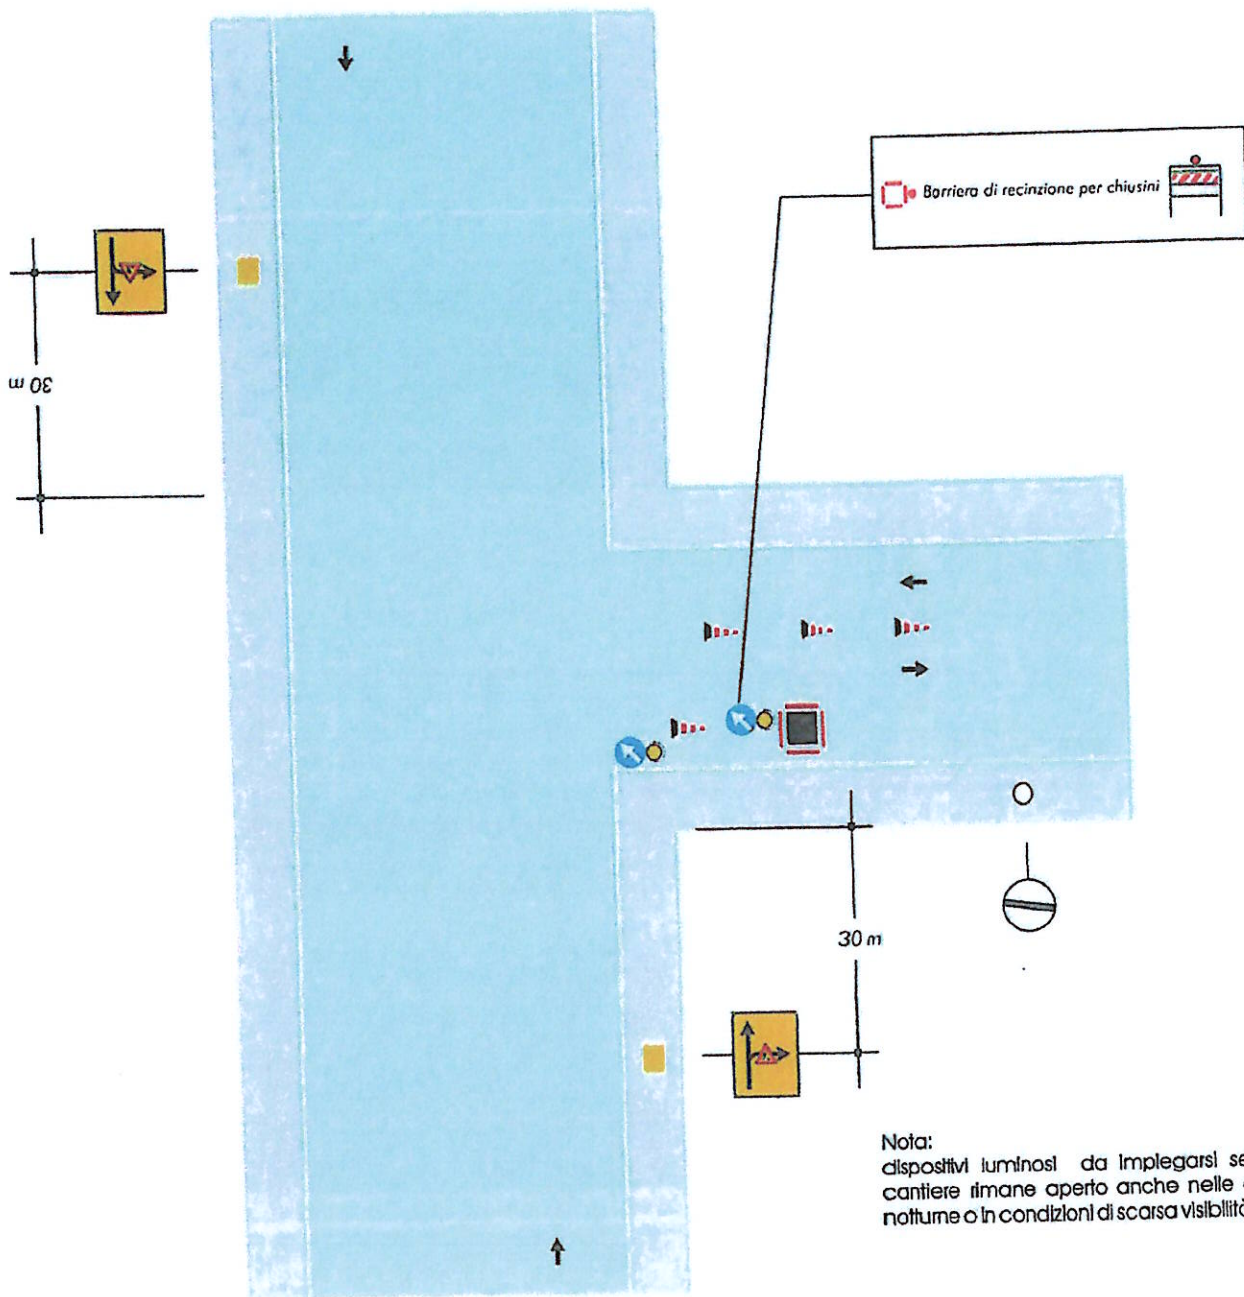 Barriera di recinzione per chiusini
30 m
30 m
Nota:
dispositivi luminosi da impiegarsi se
cantiere rimane aperto anche nelle
notturne o in condizioni di scarsa visibilità